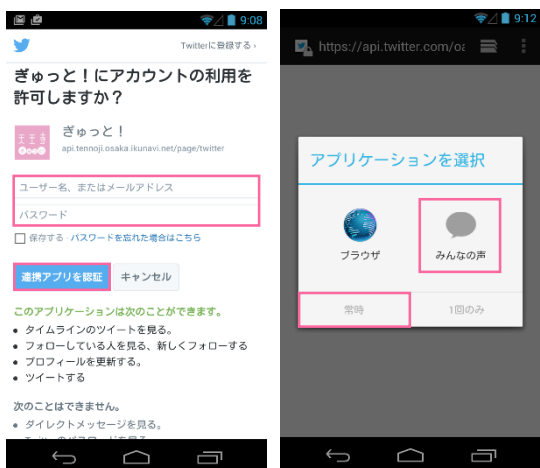 9:08
Twitterに登録する ›
ぎゅっと！にアカウントの利用を
許可しますか？
天王寺
Goooo!
ぎゅっと！
api.tennoji.osaka.ikunavi.net/page/twitter
ユーザー名、またはメールアドレス
パスワード
保存する · パスワードを忘れた場合はこちら
連携アプリを認証
キャンセル
このアプリケーションは次のことができます。
• タイムラインのツイートを見る。
• フォローしている人を見る、新しくフォローする
• プロフィールを更新する。
• ツイートする
次のことはできません。
• ダイレクトメッセージを見る。
9:12
https://api.twitter.com/oa
アプリケーションを選択
ブラウザ
みんなの声
常時
1回のみ